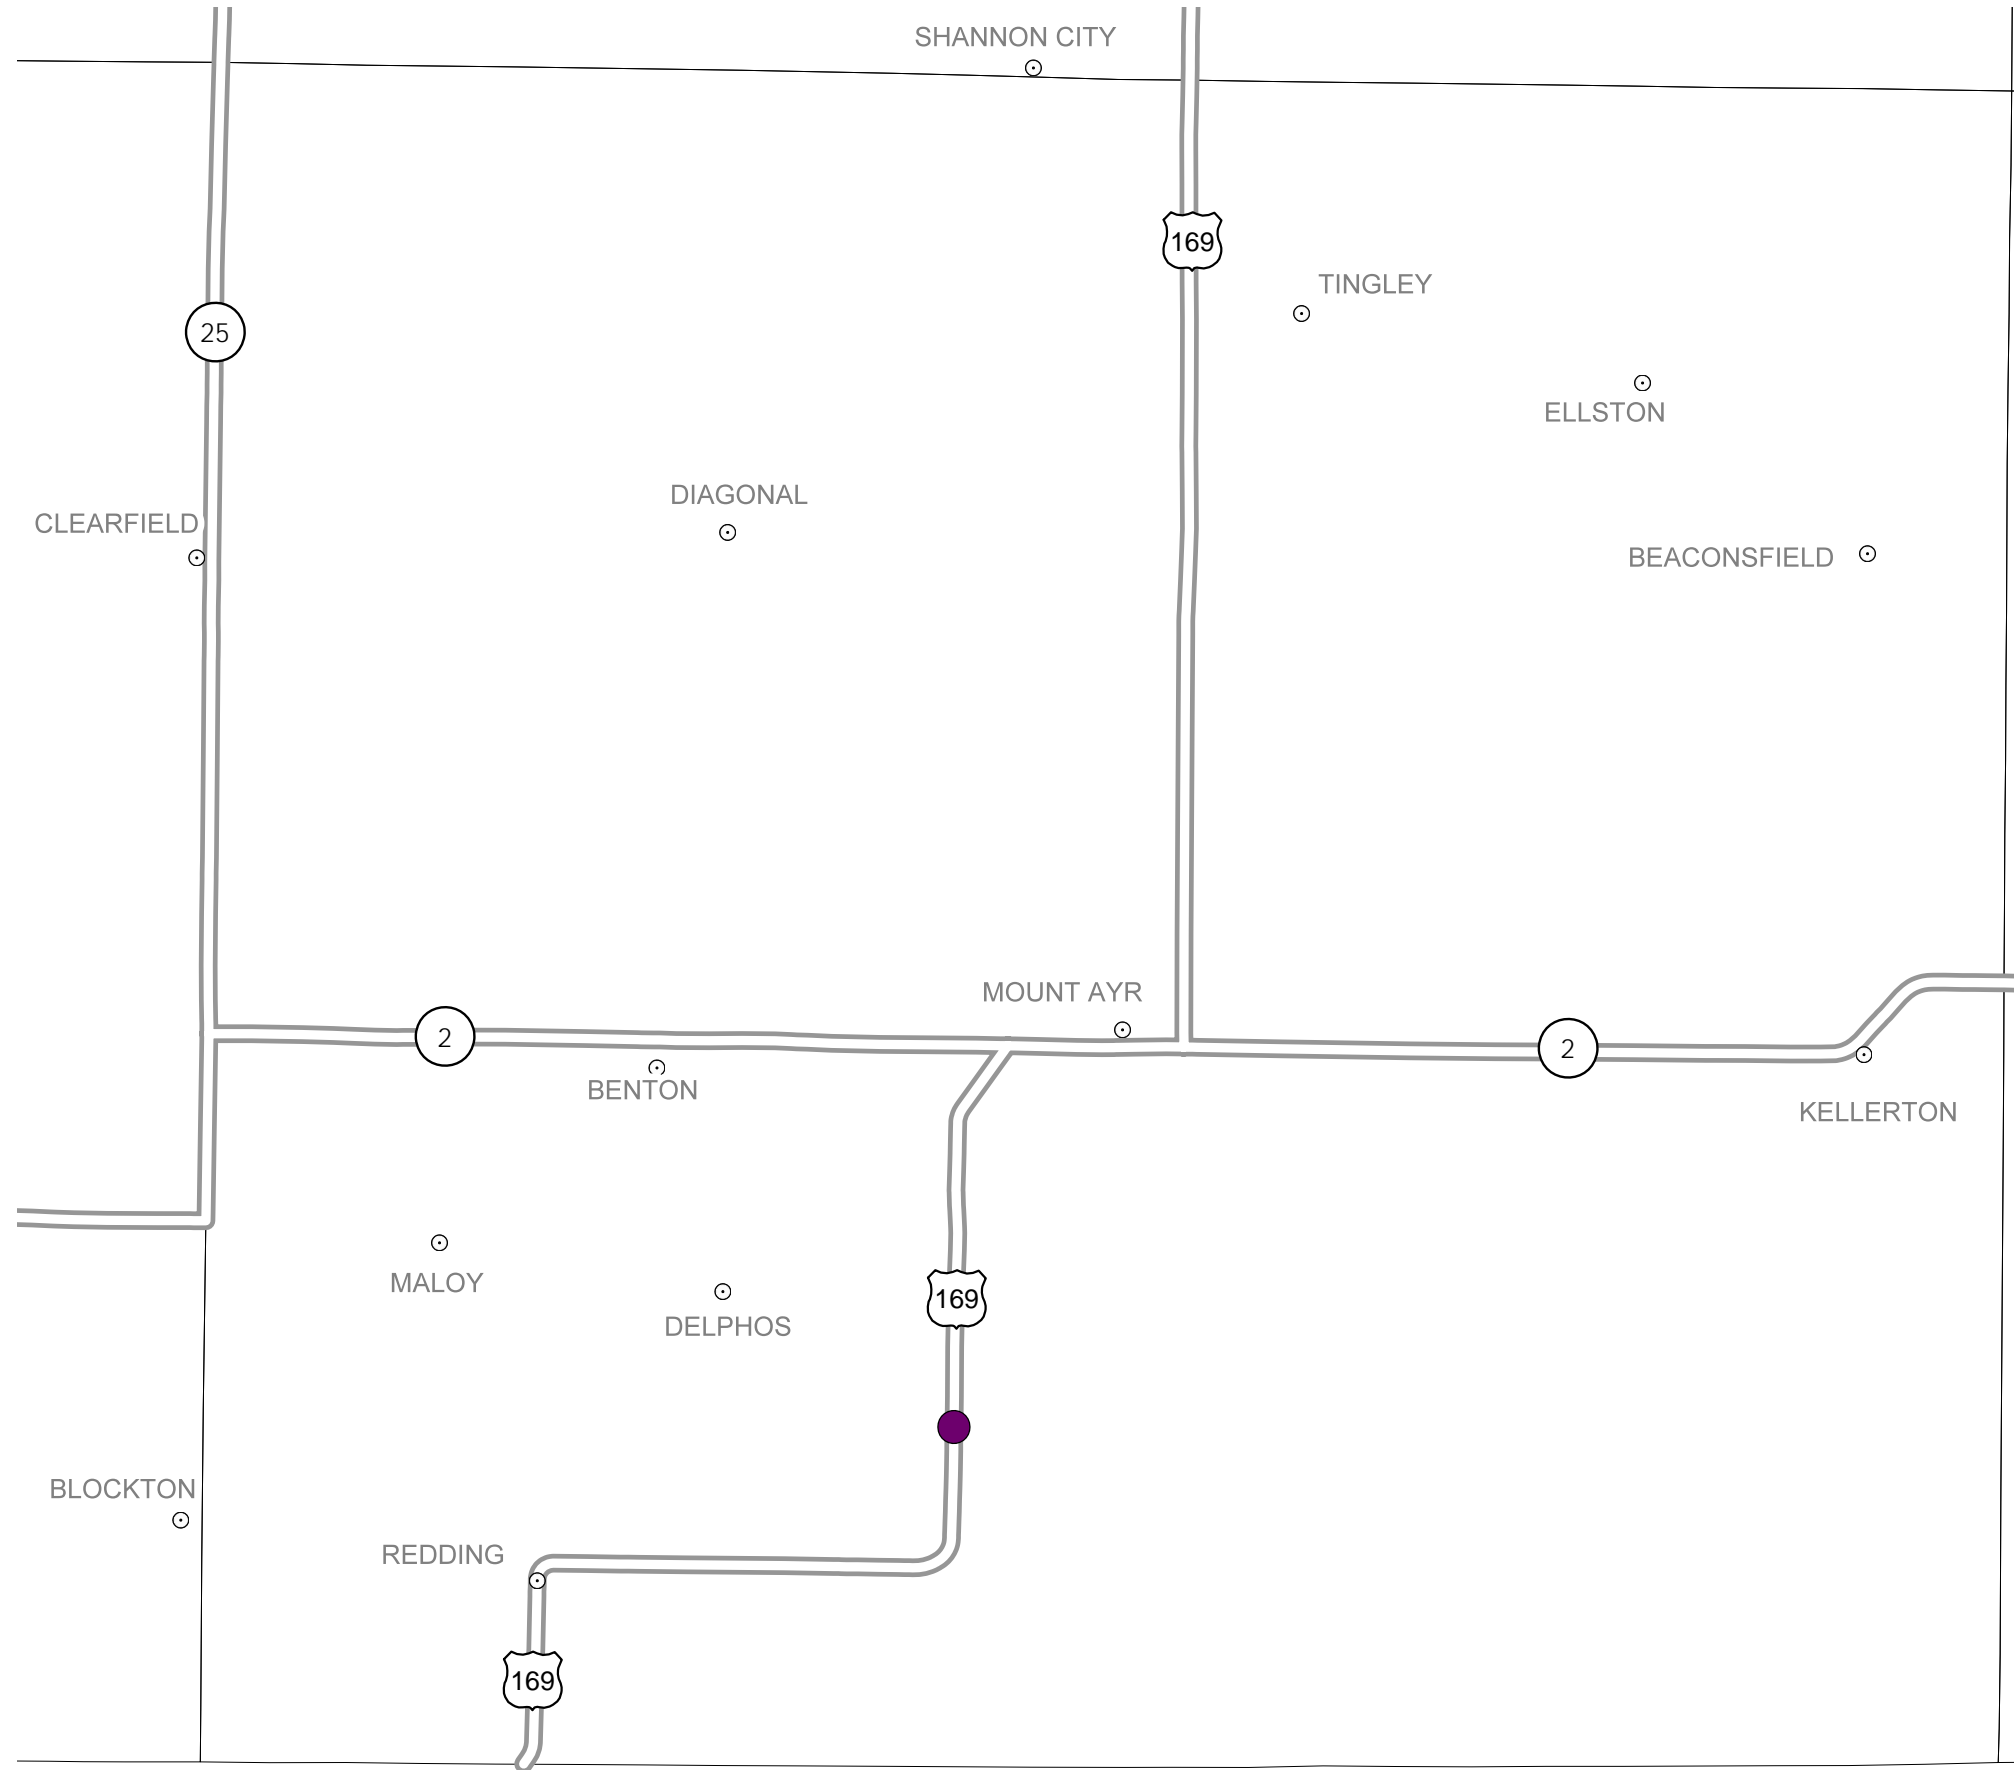 SHANNON CITY
169
TINGLEY
25
ELLSTON
DIAGONAL
CLEARFIELD
BEACONSFIELD
MOUNT AYR
2
2
BENTON
KELLERTON
MALOY
169
DELPHOS
BLOCKTON
REDDING
169